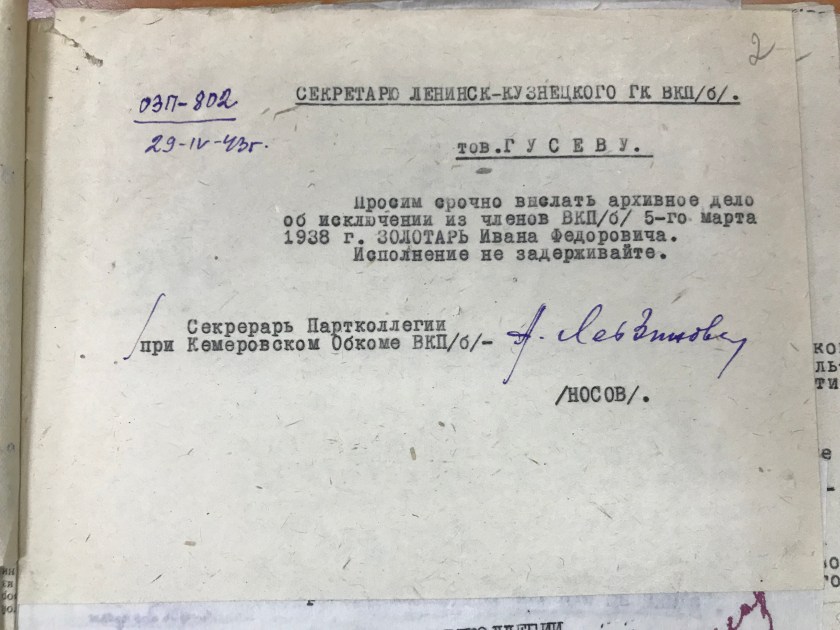 2
ОЗП-802
29-IV-43г.
СЕКРЕТАРЮ ЛЕНИНСК-КУЗНЕЦКОГО ГК ВКП/б/.
тов.Г У С Е В У.
Просим срочно выслать архивное дело
об исключении из членов ВКП/б/ 5-го марта
1938 г. ЗОЛОТАРЬ Ивана Федоровича.
Исполнение не задерживайте.
Секрерарь Партколлегии
при Кемеровском Обкоме ВКП/б/-
/НОСОВ/.